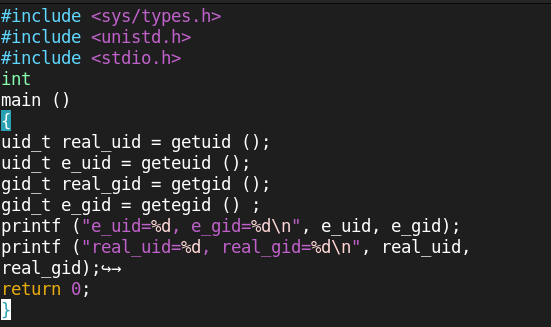 #include <sys/types.h>
#include <unistd.h>
#include <stdio.h>
int
main ()
{
uid_t real_uid = getuid ();
uid_t e_uid = geteuid ();
gid_t real_gid = getgid ();
gid_t e_gid = getegid () ;
printf ("e_uid=%d, e_gid=%d\n", e_uid, e_gid);
printf ("real_uid=%d, real_gid=%d\n", real_uid,
real_gid);↪→
return 0;
}